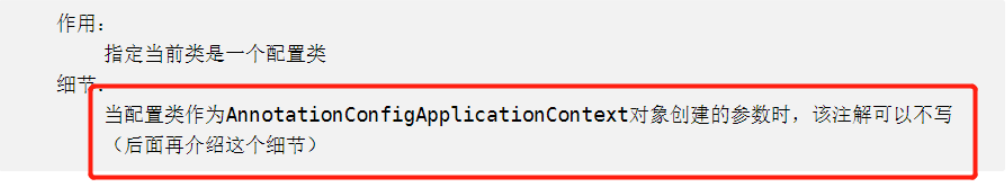 作用:
指定当前类是一个配置类
细节:
当配置类作为AnnotationConfigApplicationContext对象创建的参数时，该注解可以不写
（后面再介绍这个细节）